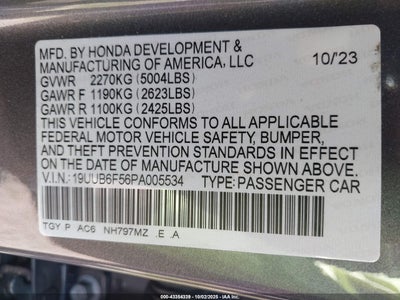 MFD. BY HONDA DEVELOPMENT &
MANUFACTURING OF AMERICA, LLC 10/23
GVWR 2270KG (5004LBS)
GAWR F 1190KG (2623LBS)
GAWR R 1100KG (2425LBS)
THIS VEHICLE CONFORMS TO ALL APPLICABLE
FEDERAL MOTOR VEHICLE SAFETY, BUMPER,
AND THEFT PREVENTION STANDARDS IN EFFECT
ON THE DATE OF MANUFACTURE SHOWN ABOVE.
V.I.N.: 19UUB6F56PA005534 TYPE: PASSENGER CAR
TGY P AC6 NH797MZ .E .A
000-43354339 - 10/02/2025 - IAA Inc.